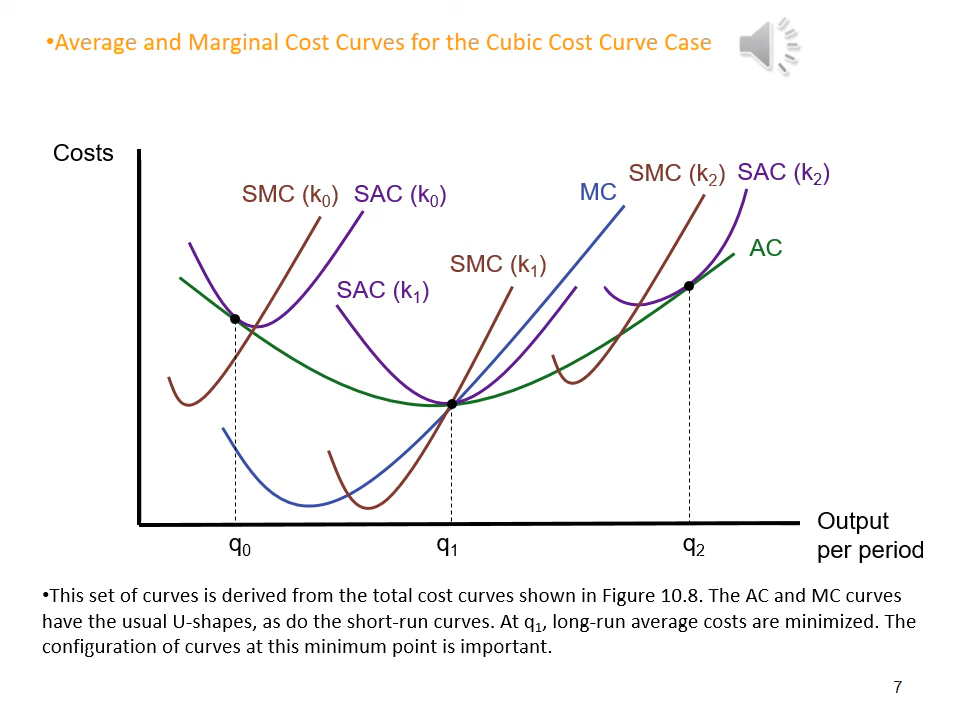 •Average and Marginal Cost Curves for the Cubic Cost Curve Case
Costs
SMC (k₀) SAC (k₀)
SMC (k₂) SAC (k₂)
MC
AC
SMC (k₁)
SAC (k₁)
q₀ q₁ q₂
Output
per period
•This set of curves is derived from the total cost curves shown in Figure 10.8. The AC and MC curves
have the usual U-shapes, as do the short-run curves. At q₁, long-run average costs are minimized. The
configuration of curves at this minimum point is important.
7